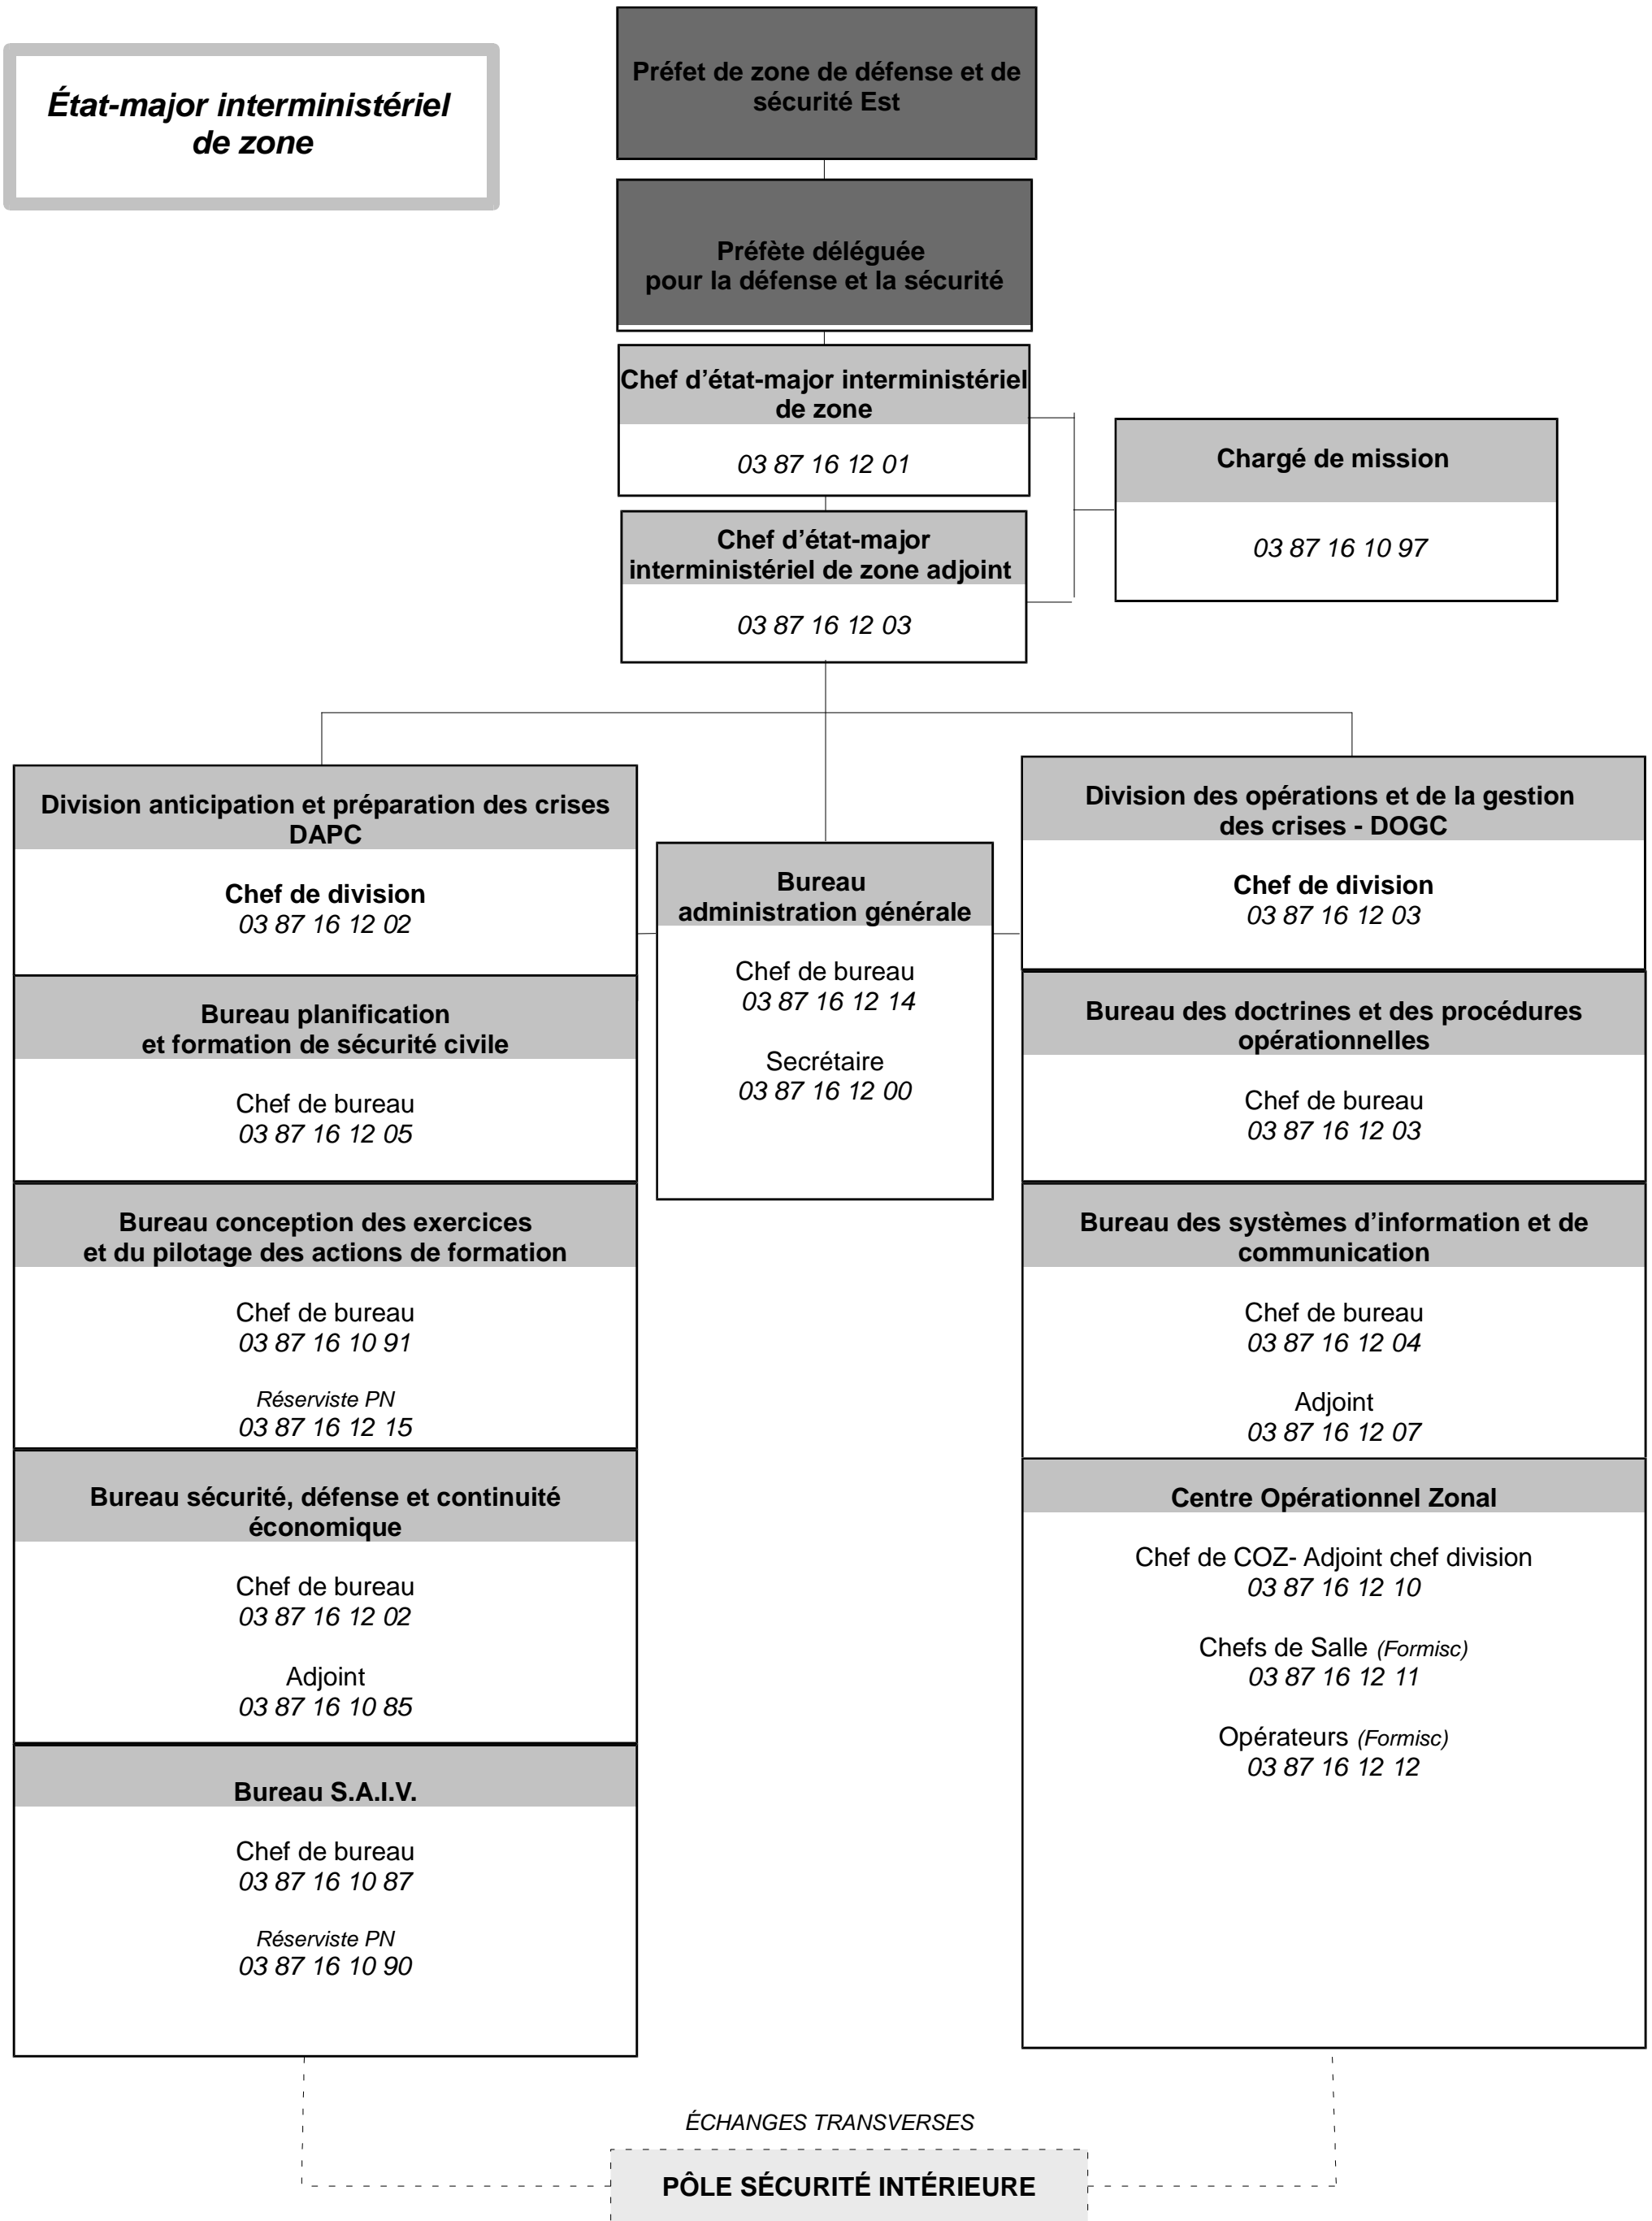 État-major interministériel
de zone
Préfet de zone de défense et de
sécurité Est
Préfète déléguée
pour la défense et la sécurité
Chef d’état-major interministériel
de zone
03 87 16 12 01
Chargé de mission
03 87 16 10 97
Chef d’état-major
interministériel de zone adjoint
03 87 16 12 03
Division anticipation et préparation des crises
DAPC
Chef de division
03 87 16 12 02
Bureau planification
et formation de sécurité civile
Chef de bureau
03 87 16 12 05
Bureau conception des exercices
et du pilotage des actions de formation
Chef de bureau
03 87 16 10 91
Réserviste PN
03 87 16 12 15
Bureau sécurité, défense et continuité
économique
Chef de bureau
03 87 16 12 02
Adjoint
03 87 16 10 85
Bureau S.A.I.V.
Chef de bureau
03 87 16 10 87
Réserviste PN
03 87 16 10 90
Bureau
administration générale
Chef de bureau
03 87 16 12 14
Secrétaire
03 87 16 12 00
Division des opérations et de la gestion
des crises - DOGC
Chef de division
03 87 16 12 03
Bureau des doctrines et des procédures
opérationnelles
Chef de bureau
03 87 16 12 03
Bureau des systèmes d’information et de
communication
Chef de bureau
03 87 16 12 04
Adjoint
03 87 16 12 07
Centre Opérationnel Zonal
Chef de COZ- Adjoint chef division
03 87 16 12 10
Chefs de Salle (Formisc)
03 87 16 12 11
Opérateurs (Formisc)
03 87 16 12 12
ÉCHANGES TRANSVERSES
PÔLE SÉCURITÉ INTÉRIEURE